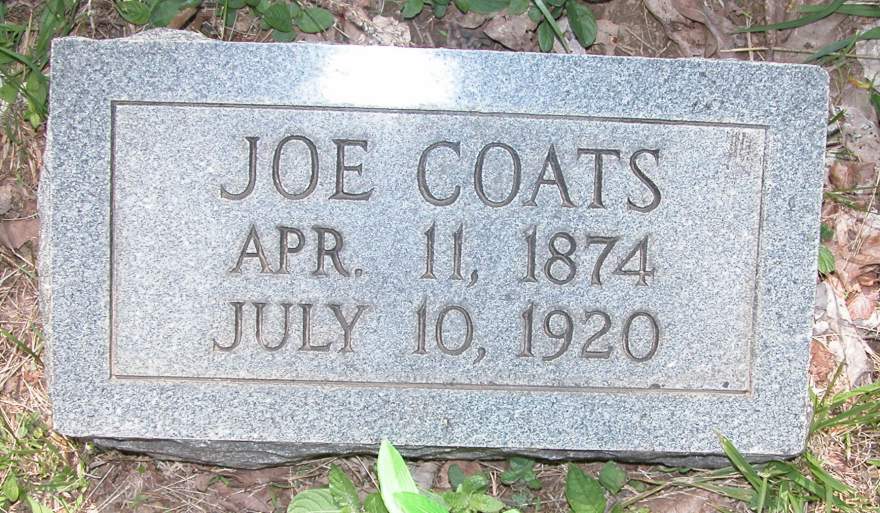 JOE COATS
APR. 11, 1874
JULY 10, 1920